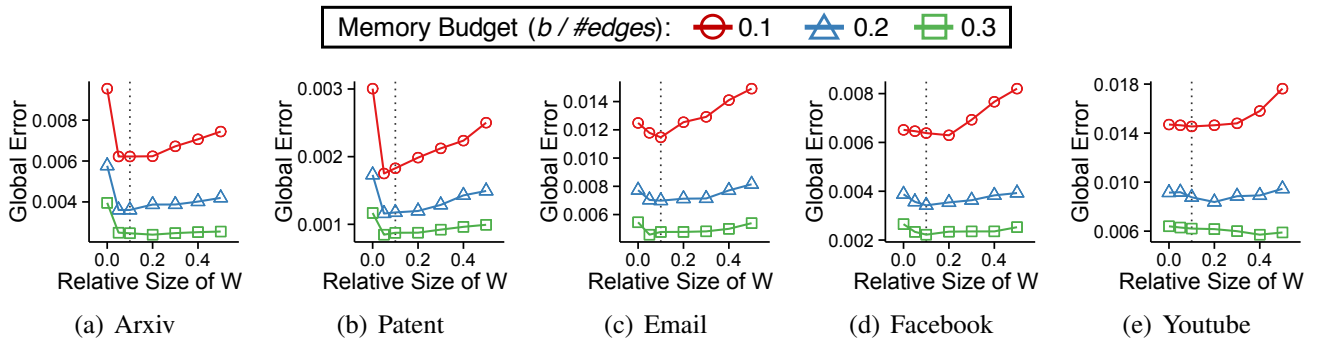 Memory Budget (b / #edges): 0.1 0.2 0.3
Global Error
0.008
0.006
0.004
0.0 0.2 0.4
Relative Size of W
(a) Arxiv
Global Error
0.003
0.002
0.001
0.0 0.2 0.4
Relative Size of W
(b) Patent
Global Error
0.014
0.012
0.010
0.008
0.006
0.0 0.2 0.4
Relative Size of W
(c) Email
Global Error
0.008
0.006
0.004
0.002
0.0 0.2 0.4
Relative Size of W
(d) Facebook
Global Error
0.018
0.014
0.010
0.006
0.0 0.2 0.4
Relative Size of W
(e) Youtube